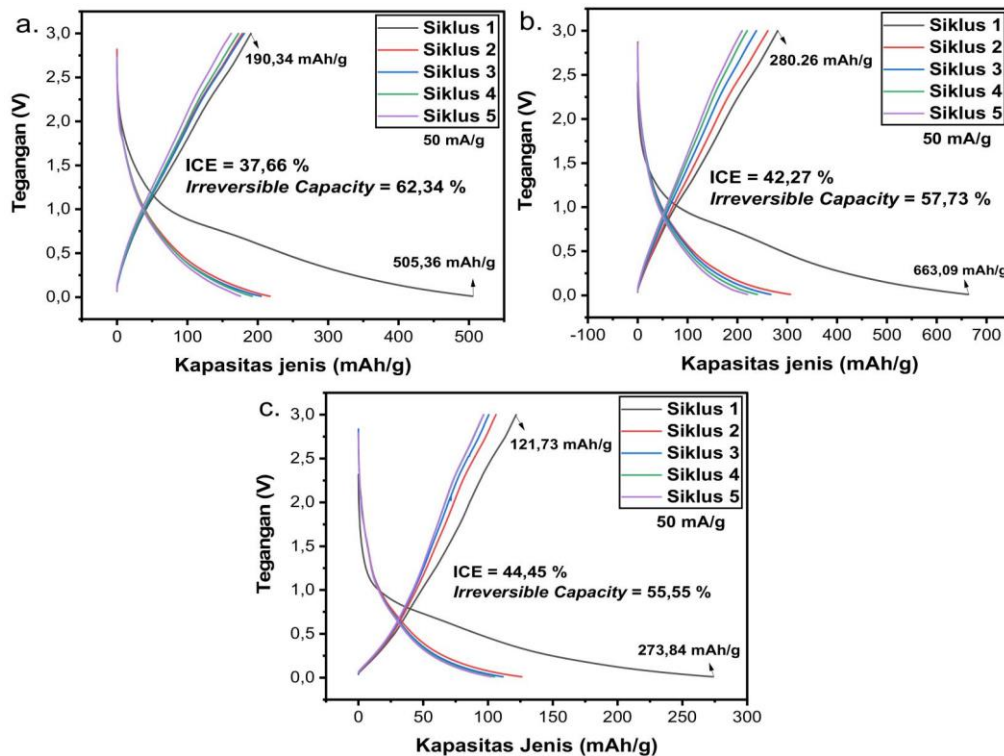 a.
Tegangan (V)
3,0
2,5
2,0
1,5
1,0
0,5
0,0
Siklus 1
Siklus 2
Siklus 3
Siklus 4
Siklus 5
50 mA/g
190,34 mAh/g
ICE = 37,66 %
Irreversible Capacity = 62,34 %
505,36 mAh/g
0 100 200 300 400 500
Kapasitas jenis (mAh/g)
b.
Tegangan (V)
3,0
2,5
2,0
1,5
1,0
0,5
0,0
Siklus 1
Siklus 2
Siklus 3
Siklus 4
Siklus 5
50 mA/g
280.26 mAh/g
ICE = 42,27 %
Irreversible Capacity = 57,73 %
663,09 mAh/g
-100 0 100 200 300 400 500 600 700
Kapasitas jenis (mAh/g)
c.
Tegangan (V)
3,0
2,5
2,0
1,5
1,0
0,5
0,0
Siklus 1
Siklus 2
Siklus 3
Siklus 4
Siklus 5
50 mA/g
121,73 mAh/g
ICE = 44,45 %
Irreversible Capacity = 55,55 %
273,84 mAh/g
0 50 100 150 200 250 300
Kapasitas Jenis (mAh/g)